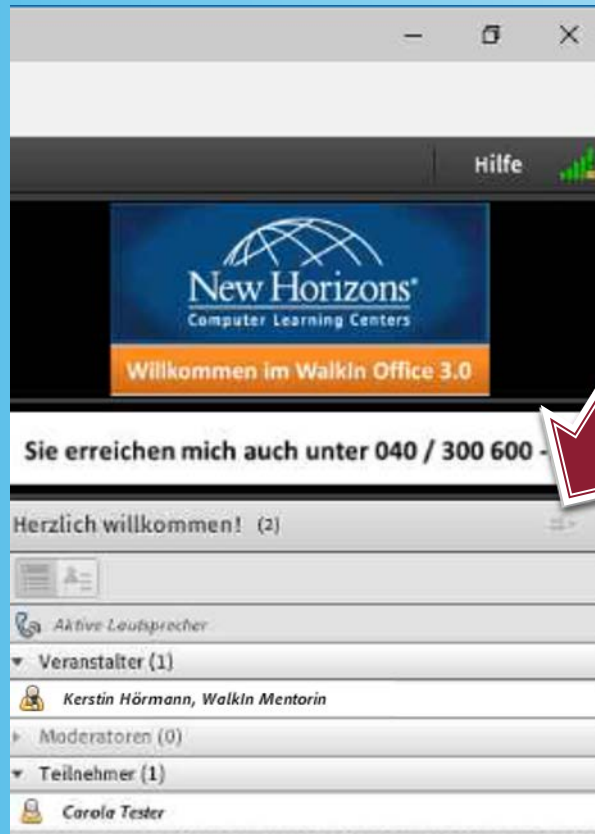 Hilfe
New Horizons®
Computer Learning Centers
Willkommen im WalkIn Office 3.0
Sie erreichen mich auch unter 040 / 300 600 -
Herzlich willkommen! (2)
Aktive Lautsprecher
Veranstalter (1)
Kerstin Hörmann, WalkIn Mentorin
Moderatoren (0)
Teilnehmer (1)
Carola Tester